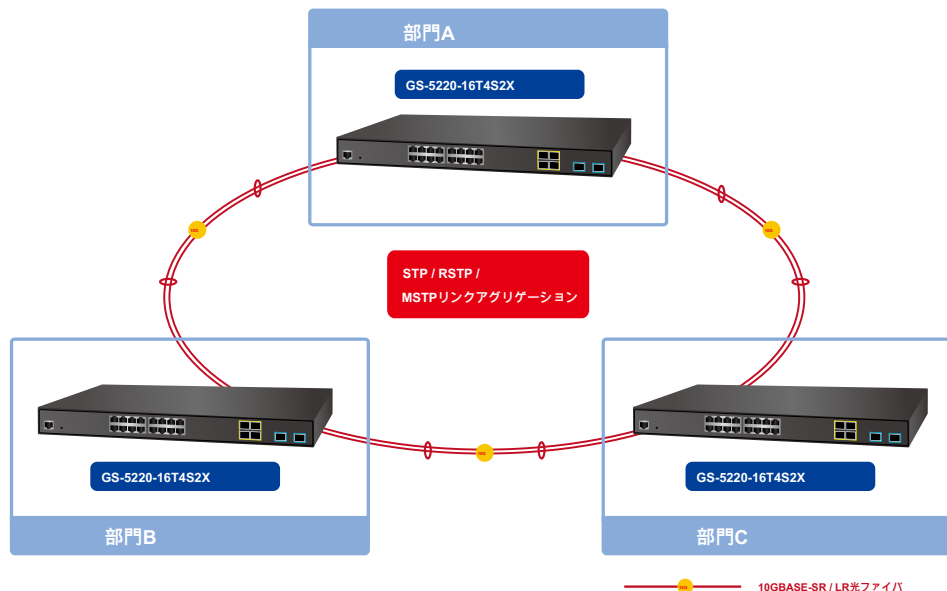 部門A
GS-5220-16T4S2X
STP / RSTP /
MSTPリンクアグリゲーション
GS-5220-16T4S2X
GS-5220-16T4S2X
部門B
部門C
10GBASE-SR / LR光ファイバ